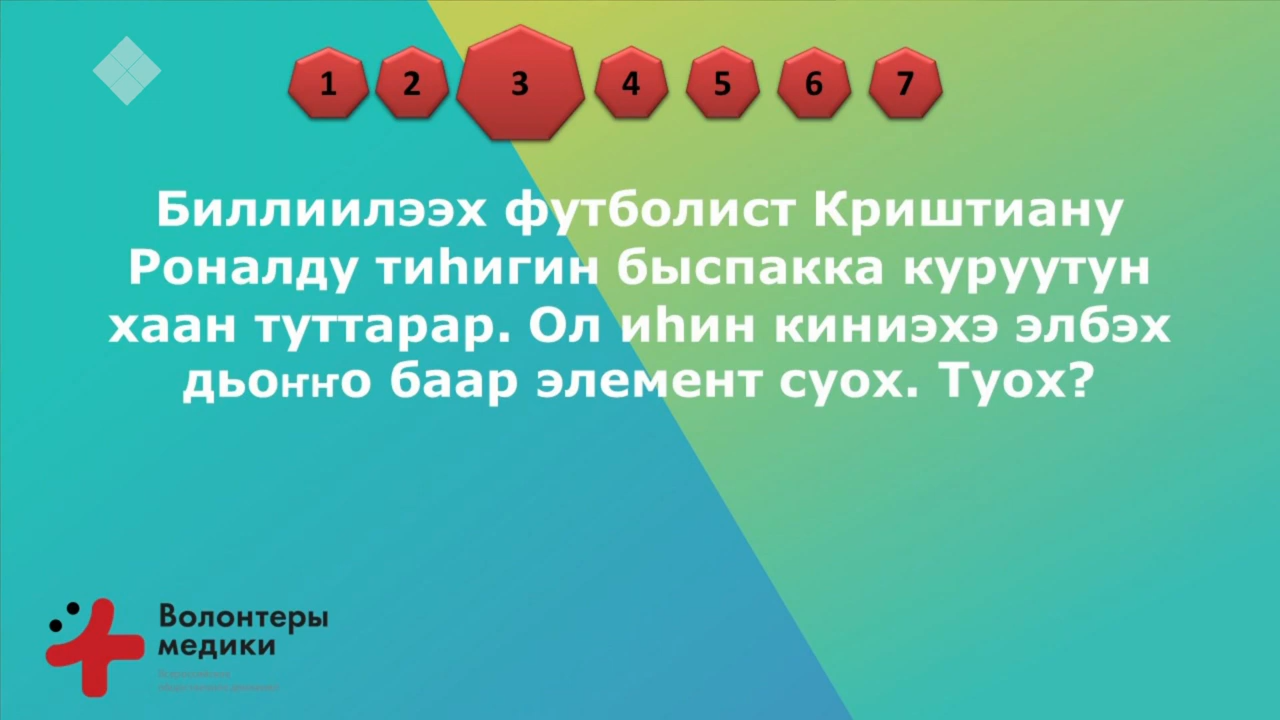 1 2 3 4 5 6 7
Биллиилээх футболист Криштиану
Роналду тиһигин быспакка куруутун
хаан туттарар. Ол иһин киниэхэ элбэх
дьоҥҥо баар элемент суох. Туох?
Волонтеры
медики